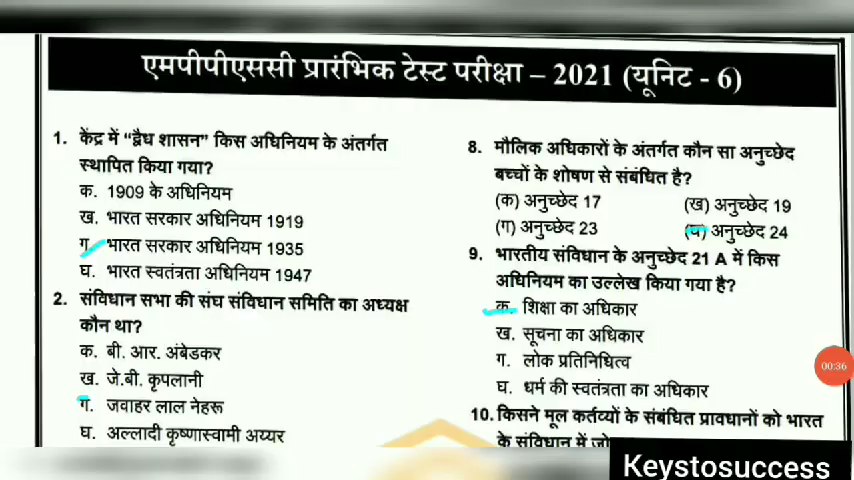 एमपीपीएससी प्रारंभिक टेस्ट परीक्षा – 2021 (यूनिट - 6)
1. केंद्र में "द्वैध शासन" किस अधिनियम के अंतर्गत
स्थापित किया गया?
क. 1909 के अधिनियम
ख. भारत सरकार अधिनियम 1919
ग. भारत सरकार अधिनियम 1935
घ. भारत स्वतंत्रता अधिनियम 1947
2. संविधान सभा की संघ संविधान समिति का अध्यक्ष
कौन था?
क. बी. आर. अंबेडकर
ख. जे.बी. कृपलानी
ग. जवाहर लाल नेहरू
घ. अल्लादी कृष्णास्वामी अय्यर
8. मौलिक अधिकारों के अंतर्गत कौन सा अनुच्छेद
बच्चों के शोषण से संबंधित है?
(क) अनुच्छेद 17 (ख) अनुच्छेद 19
(ग) अनुच्छेद 23 (घ) अनुच्छेद 24
9. भारतीय संविधान के अनुच्छेद 21 A में किस
अधिनियम का उल्लेख किया गया है?
क. शिक्षा का अधिकार
ख. सूचना का अधिकार
ग. लोक प्रतिनिधित्व
घ. धर्म की स्वतंत्रता का अधिकार
10. किसने मूल कर्तव्यों के संबंधित प्रावधानों को भारत
के संविधान में
00:36
Keystosuccess